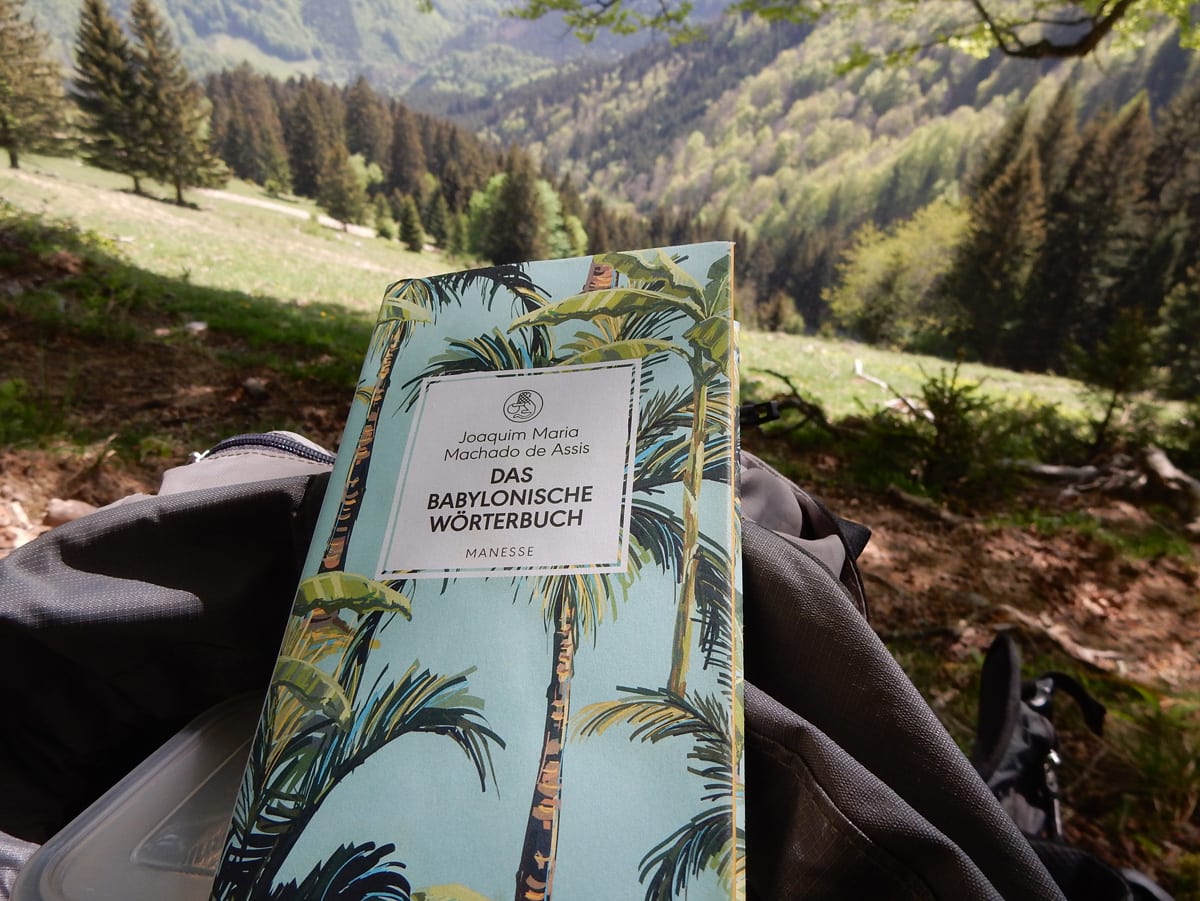 Joaquim Maria
Machado de Assis
DAS
BABYLONISCHE
WÖRTERBUCH
MANESSE